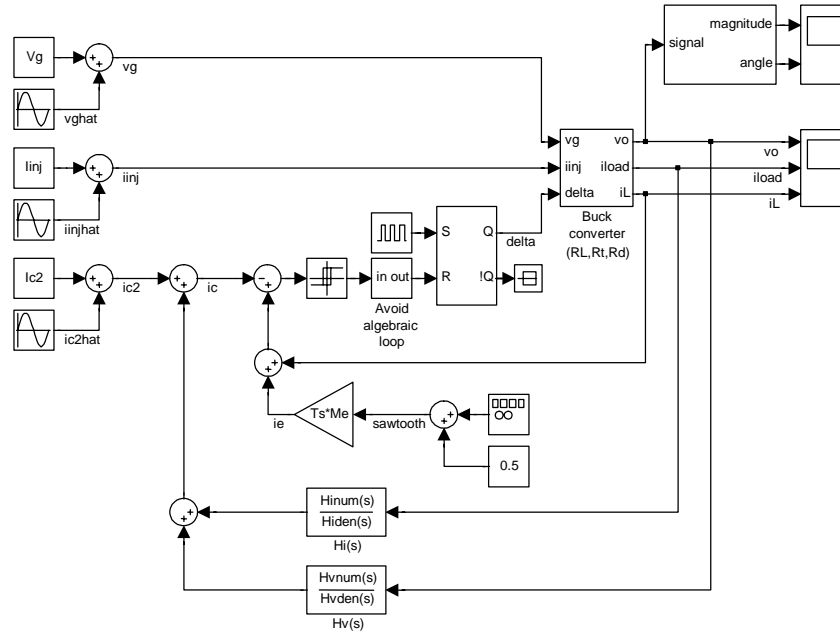 magnitude
signal
angle
Vg
vg
vghat
vg
vo
vo
Iinj
iinj
iinj
iload
iload
iinjhat
delta
iL
iL
Buck
converter
(RL,Rt,Rd)
S
Q
delta
Ic2
ic2
ic
in out
R
!Q
ic2hat
Avoid
algebraic
loop
Ts*Me
ie
sawtooth
0.5
Hinum(s)
Hiden(s)
Hi(s)
Hvnum(s)
Hvden(s)
Hv(s)